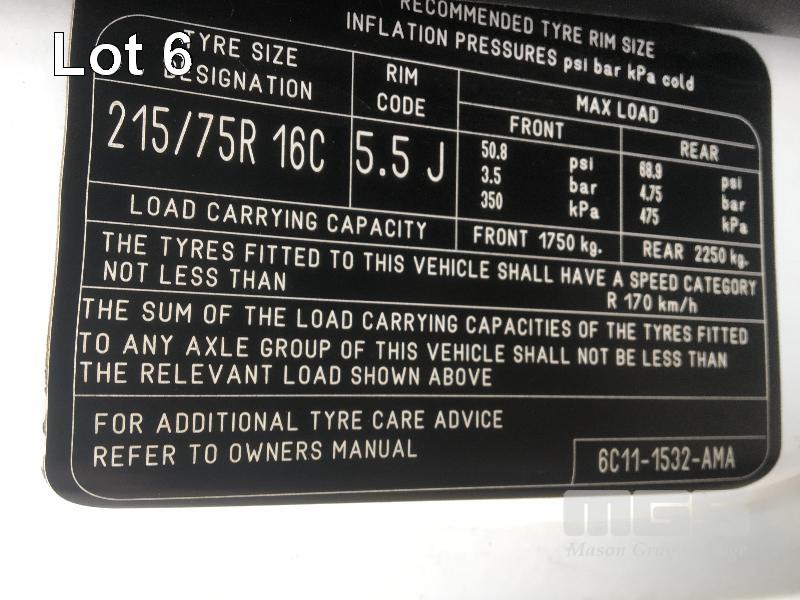 Lot 6
RECOMMENDED TYRE RIM SIZE
INFLATION PRESSURES psi bar kPa cold
TYRE SIZE
DESIGNATION
RIM
CODE
MAX LOAD
FRONT
REAR
215/75R 16C
5.5 J
50.8 psi
3.5 bar
350 kPa
68.9 psi
4.75 bar
475 kPa
LOAD CARRYING CAPACITY
FRONT 1750 kg.
REAR 2250 kg.
THE TYRES FITTED TO THIS VEHICLE SHALL HAVE A SPEED CATEGORY
NOT LESS THAN R 170 km/h
THE SUM OF THE LOAD CARRYING CAPACITIES OF THE TYRES FITTED
TO ANY AXLE GROUP OF THIS VEHICLE SHALL NOT BE LESS THAN
THE RELEVANT LOAD SHOWN ABOVE
FOR ADDITIONAL TYRE CARE ADVICE
REFER TO OWNERS MANUAL
6C11-1532-AMA
Mason